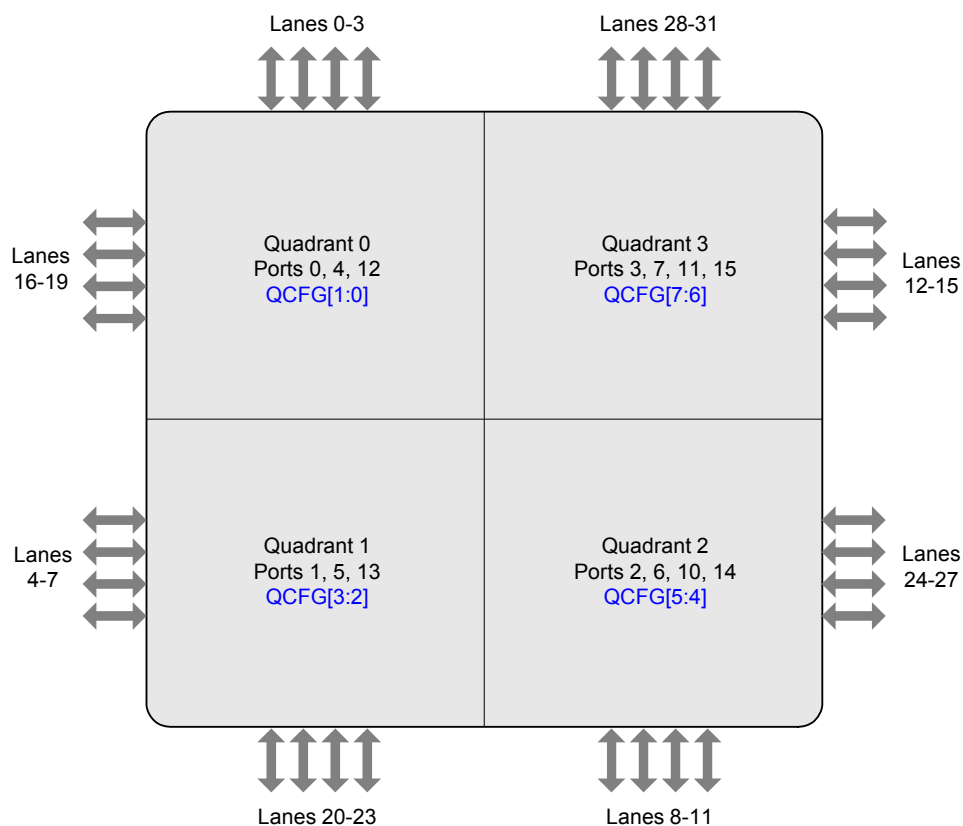 Lanes 0-3
Lanes 28-31
Lanes
16-19
Quadrant 0
Ports 0, 4, 12
QCFG[1:0]
Quadrant 3
Ports 3, 7, 11, 15
QCFG[7:6]
Lanes
12-15
Lanes
4-7
Quadrant 1
Ports 1, 5, 13
QCFG[3:2]
Quadrant 2
Ports 2, 6, 10, 14
QCFG[5:4]
Lanes
24-27
Lanes 20-23
Lanes 8-11